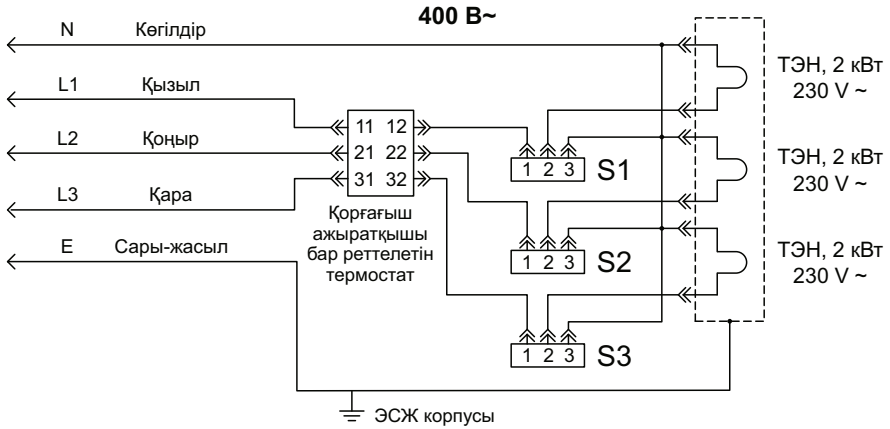 400 В~
N Көгілдір
L1 Қызыл
L2 Қоңыр
L3 Қара
E Сары-жасыл
11 12
21 22
31 32
Қорғағыш
ажыратқышы
бар реттелетін
термостат
1 2 3 S1
1 2 3 S2
1 2 3 S3
ТЭН, 2 кВт
230 V ~
ТЭН, 2 кВт
230 V ~
ТЭН, 2 кВт
230 V ~
ЭСЖ корпусы